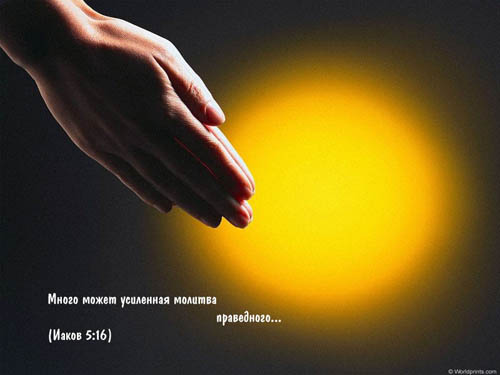 Много может усиленная молитва
праведного...
(Иаков 5:16)
© Worldprints.com